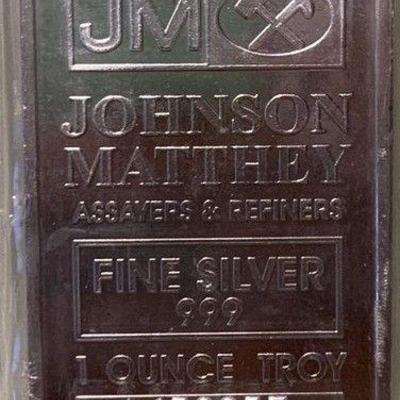 JM
JOHNSON
MATTHEY
ASSAYERS & REFINERS
FINE SILVER
999
1 OUNCE TROY